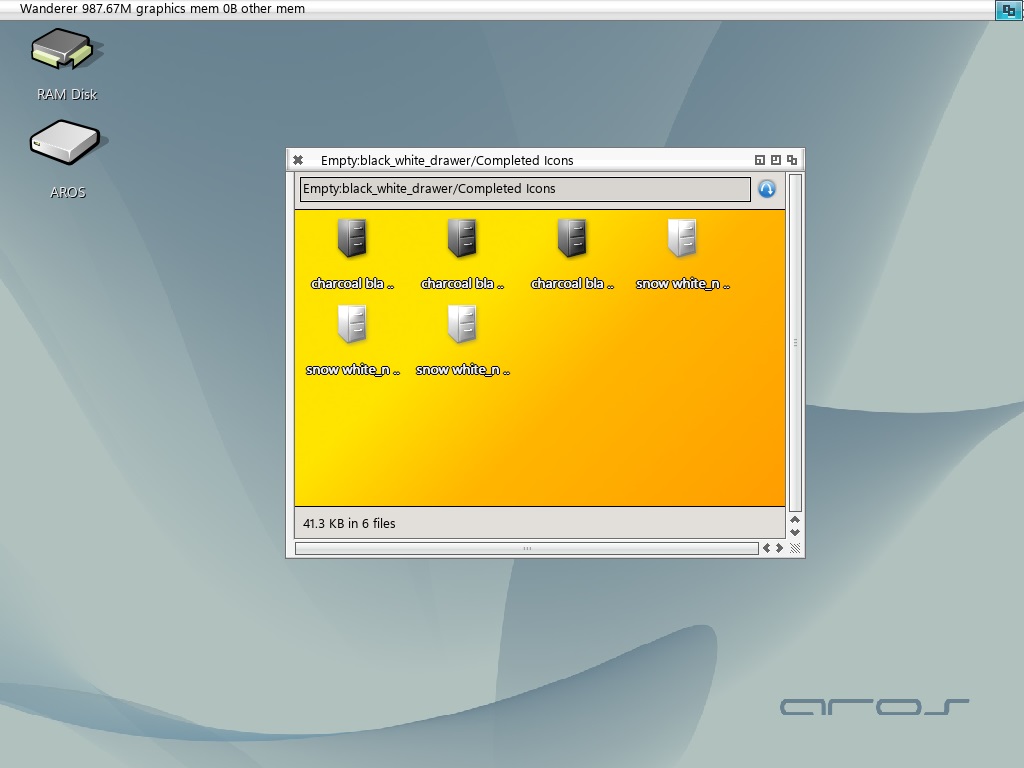 Wanderer 987.67M graphics mem 0B other mem
RAM Disk
AROS
Empty:black_white_drawer/Completed Icons
Empty:black_white_drawer/Completed Icons
charcoal bla .. charcoal bla .. charcoal bla .. snow white_n ..
snow white_n .. snow white_n ..
41.3 KB in 6 files
aros